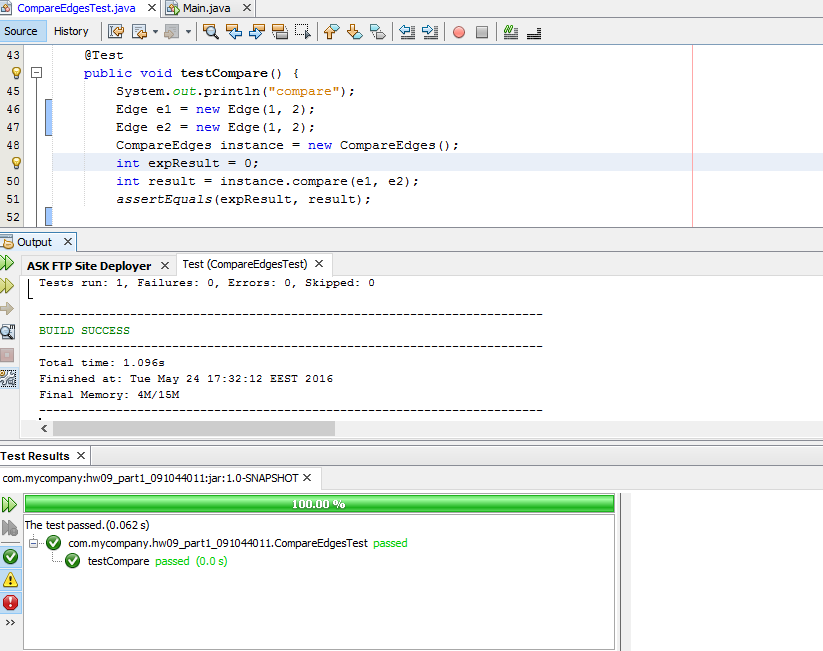 CompareEdgesTest.java Main.java
Source History
43 @Test
public void testCompare() {
45 System.out.println("compare");
46 Edge e1 = new Edge(1, 2);
47 Edge e2 = new Edge(1, 2);
48 CompareEdges instance = new CompareEdges();
int expResult = 0;
50 int result = instance.compare(e1, e2);
51 assertEquals(expResult, result);
52
Output
ASK FTP Site Deployer Test (CompareEdgesTest)
Tests run: 1, Failures: 0, Errors: 0, Skipped: 0
------------------------------------------------------------------------
BUILD SUCCESS
------------------------------------------------------------------------
Total time: 1.096s
Finished at: Tue May 24 17:32:12 EEST 2016
Final Memory: 4M/15M
------------------------------------------------------------------------
Test Results
com.mycompany:hw09_part1_091044011:jar:1.0-SNAPSHOT
100.00 %
The test passed.(0.062 s)
com.mycompany.hw09_part1_091044011.CompareEdgesTest passed
testCompare passed (0.0 s)